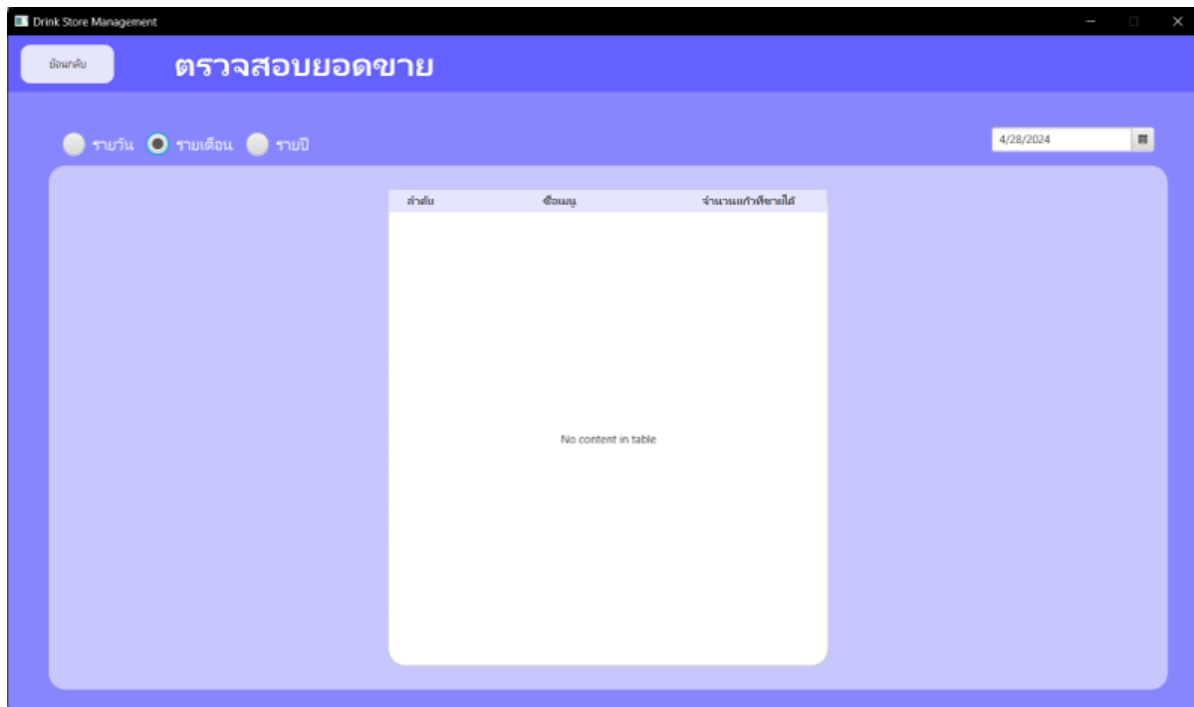 Drink Store Management
ย้อนกลับ
ตรวจสอบยอดขาย
รายวัน รายเดือน รายปี
4/28/2024
ลำดับ ชื่อเมนู จำนวนแก้วที่ขายได้
No content in table